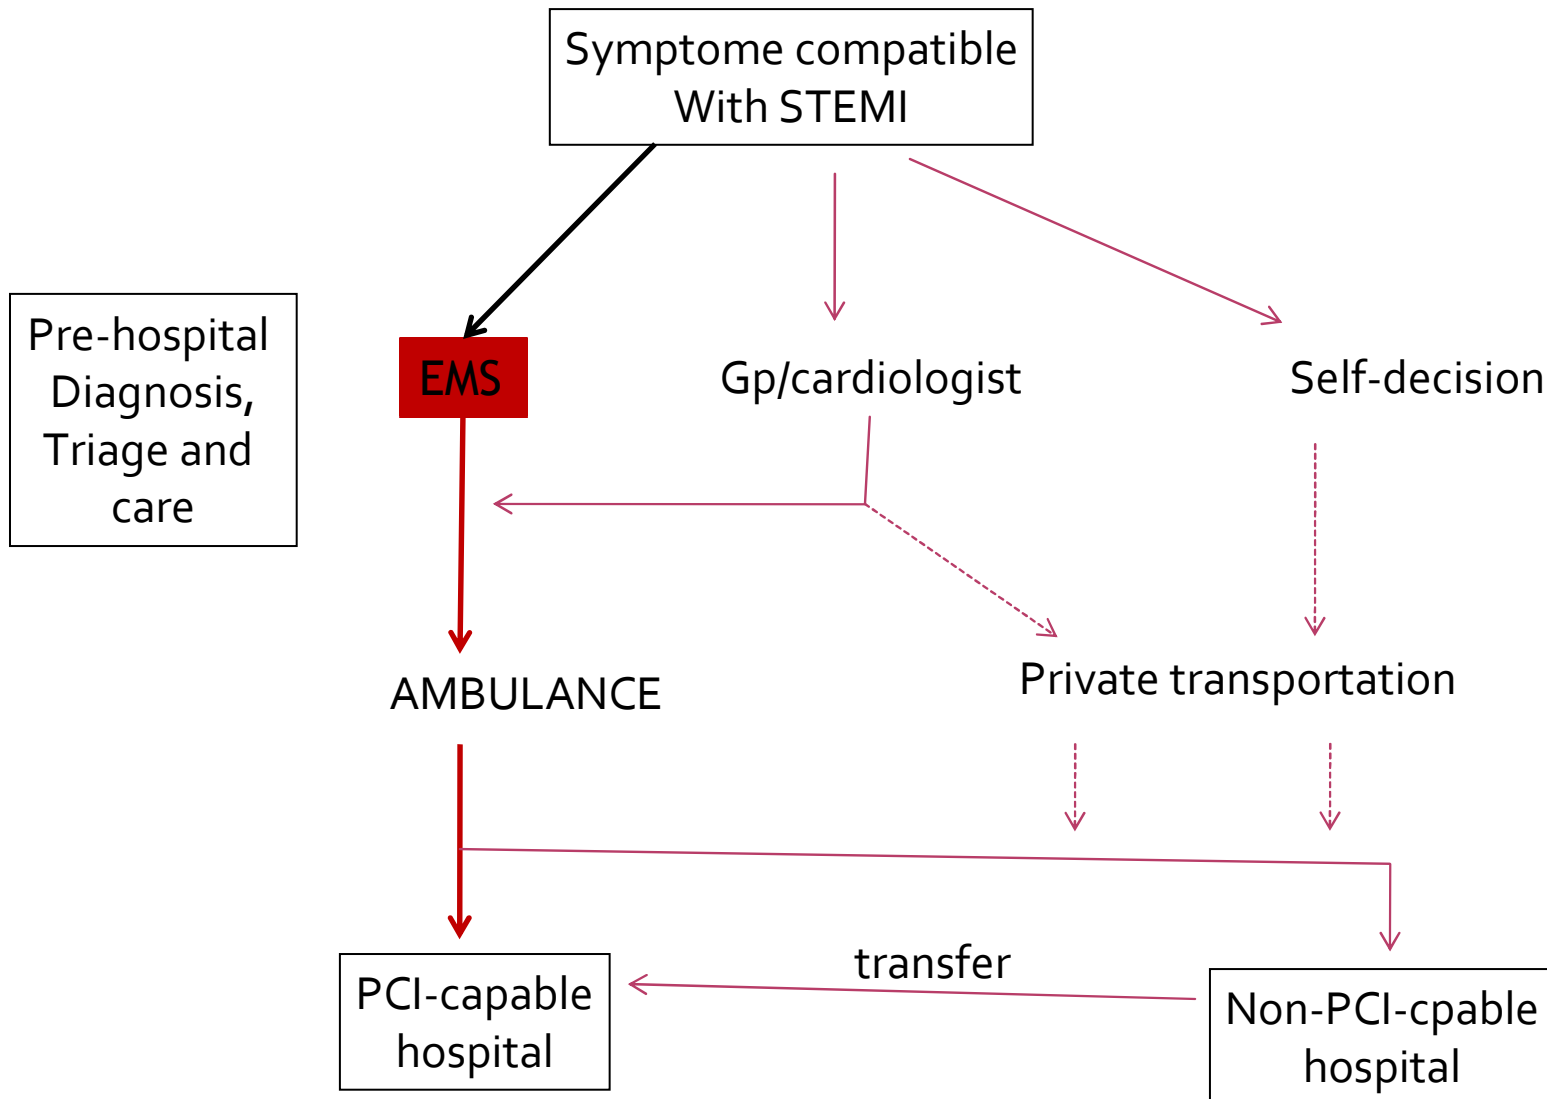 Symptome compatible
With STEMI
Pre-hospital
Diagnosis,
Triage and
care
EMS
Gp/cardiologist
Self-decision
AMBULANCE
Private transportation
transfer
PCI-capable
hospital
Non-PCI-cpable
hospital